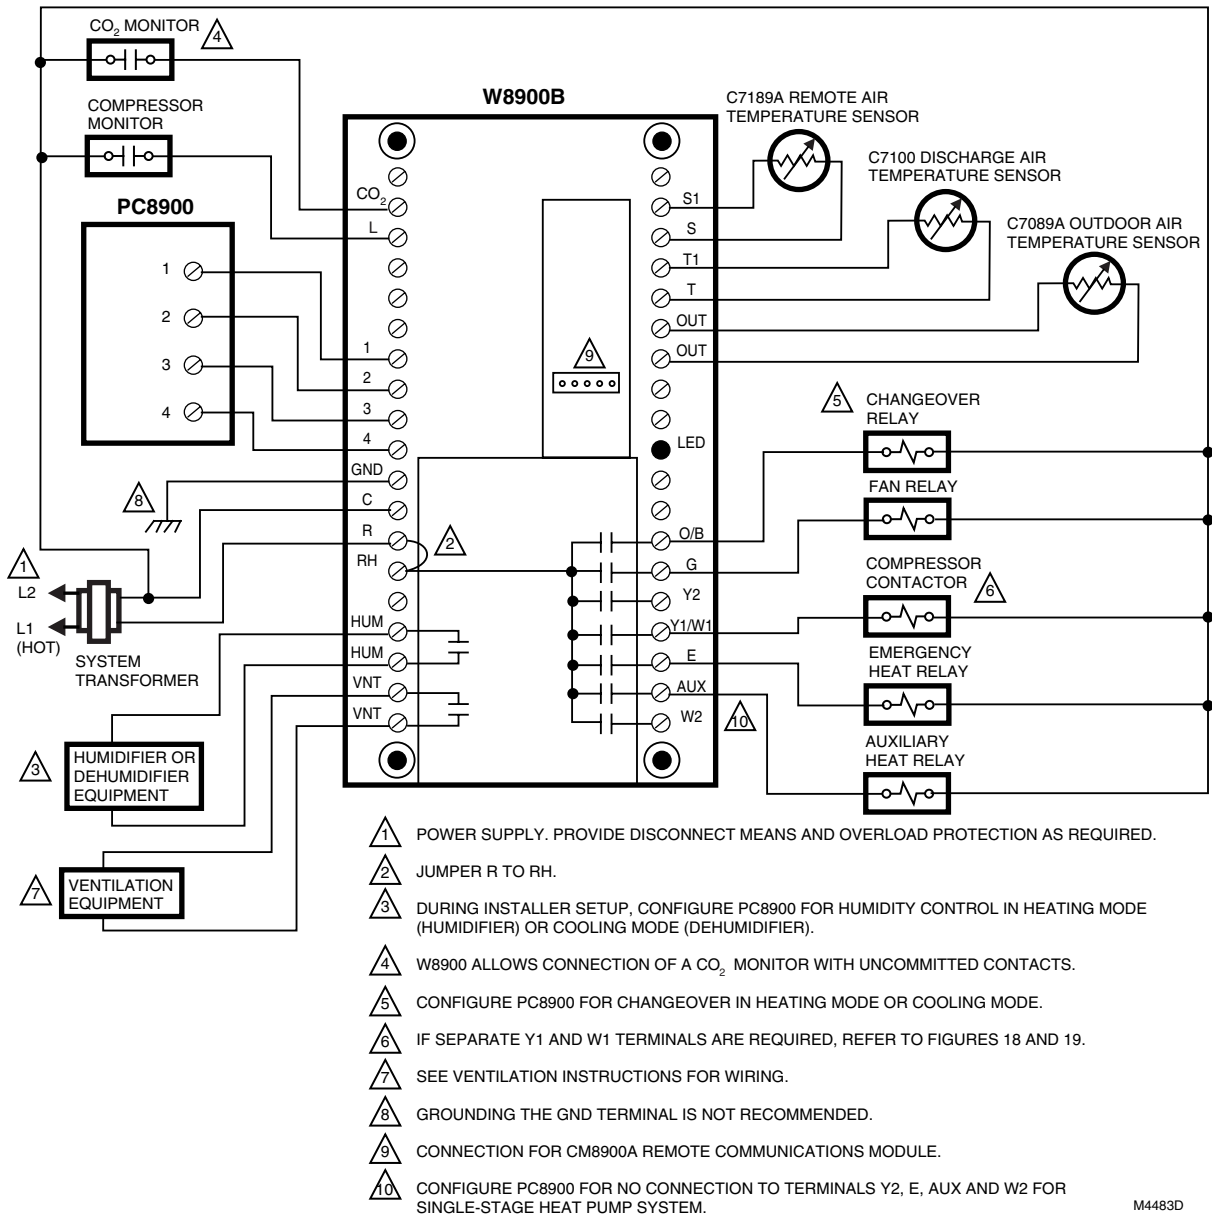 CO2 MONITOR
4
COMPRESSOR
MONITOR
PC8900
1
2
3
4
W8900B
CO2
L
1
2
3
4
GND
C
R
RH
HUM
HUM
VNT
VNT
8
2
9
S1
S
T1
T
OUT
OUT
LED
O/B
G
Y2
Y1/W1
E
AUX
W2
10
C7189A REMOTE AIR
TEMPERATURE SENSOR
C7100 DISCHARGE AIR
TEMPERATURE SENSOR
C7089A OUTDOOR AIR
TEMPERATURE SENSOR
5
CHANGEOVER
RELAY
FAN RELAY
COMPRESSOR
CONTACTOR
6
EMERGENCY
HEAT RELAY
AUXILIARY
HEAT RELAY
1
L2
L1
(HOT)
SYSTEM
TRANSFORMER
3
HUMIDIFIER OR
DEHUMIDIFIER
EQUIPMENT
7
VENTILATION
EQUIPMENT
1 POWER SUPPLY. PROVIDE DISCONNECT MEANS AND OVERLOAD PROTECTION AS REQUIRED.
2 JUMPER R TO RH.
3 DURING INSTALLER SETUP, CONFIGURE PC8900 FOR HUMIDITY CONTROL IN HEATING MODE
(HUMIDIFIER) OR COOLING MODE (DEHUMIDIFIER).
4 W8900 ALLOWS CONNECTION OF A CO2 MONITOR WITH UNCOMMITTED CONTACTS.
5 CONFIGURE PC8900 FOR CHANGEOVER IN HEATING MODE OR COOLING MODE.
6 IF SEPARATE Y1 AND W1 TERMINALS ARE REQUIRED, REFER TO FIGURES 18 AND 19.
7 SEE VENTILATION INSTRUCTIONS FOR WIRING.
8 GROUNDING THE GND TERMINAL IS NOT RECOMMENDED.
9 CONNECTION FOR CM8900A REMOTE COMMUNICATIONS MODULE.
10 CONFIGURE PC8900 FOR NO CONNECTION TO TERMINALS Y2, E, AUX AND W2 FOR
SINGLE-STAGE HEAT PUMP SYSTEM.
M4483D